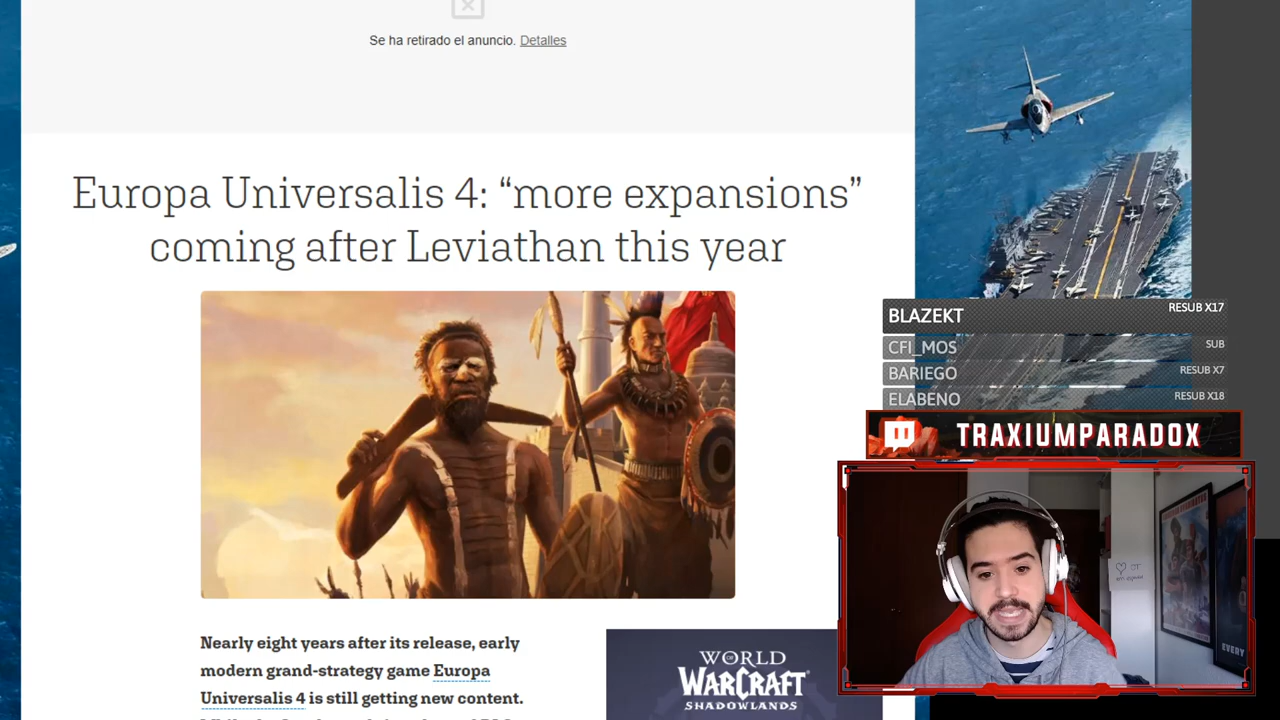 Se ha retirado el anuncio. Detalles
Europa Universalis 4: “more expansions”
coming after Leviathan this year
BLAZEKT RESUB X17
CFI_MOS SUB
BARIEGO RESUB X7
ELABENO RESUB X18
TRAXIUMPARADOX
Nearly eight years after its release, early
modern grand-strategy game Europa
Universalis 4 is still getting new content.
WORLD
OF
WARCRAFT
SHADOWLANDS
EVERY